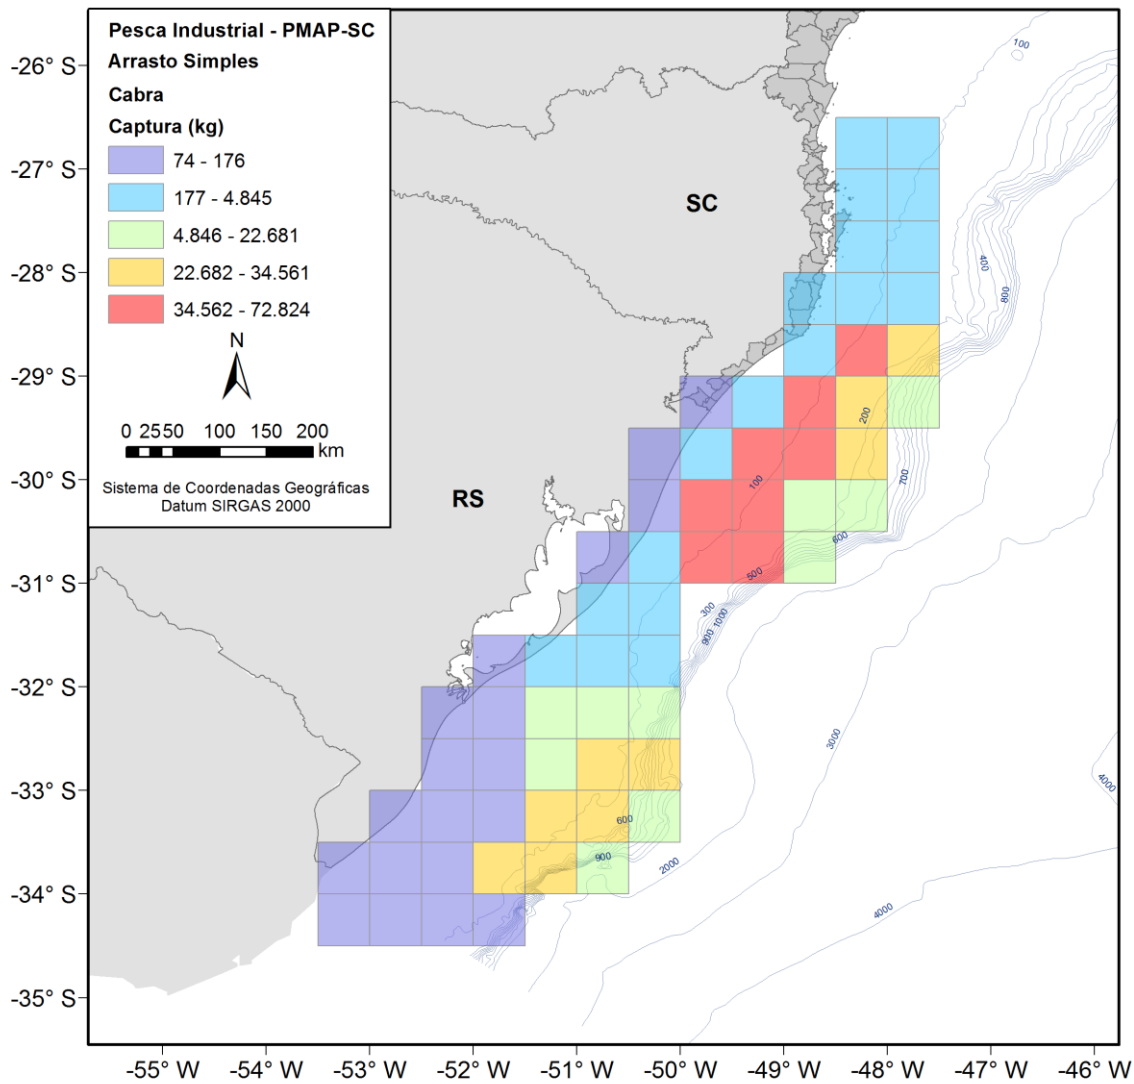 Pesca Industrial - PMAP-SC
Arrasto Simples
Cabra
Captura (kg)
74 - 176
177 - 4.845
4.846 - 22.681
22.682 - 34.561
34.562 - 72.824
N
0 25 50 100 150 200
km
Sistema de Coordenadas Geográficas
Datum SIRGAS 2000
SC
RS
-26° S
-27° S
-28° S
-29° S
-30° S
-31° S
-32° S
-33° S
-34° S
-35° S
100
400
800
200
700
100
600
500
300
1000
900
3000
4000
600
900
2000
4000
-55° W -54° W -53° W -52° W -51° W -50° W -49° W -48° W -47° W -46° W